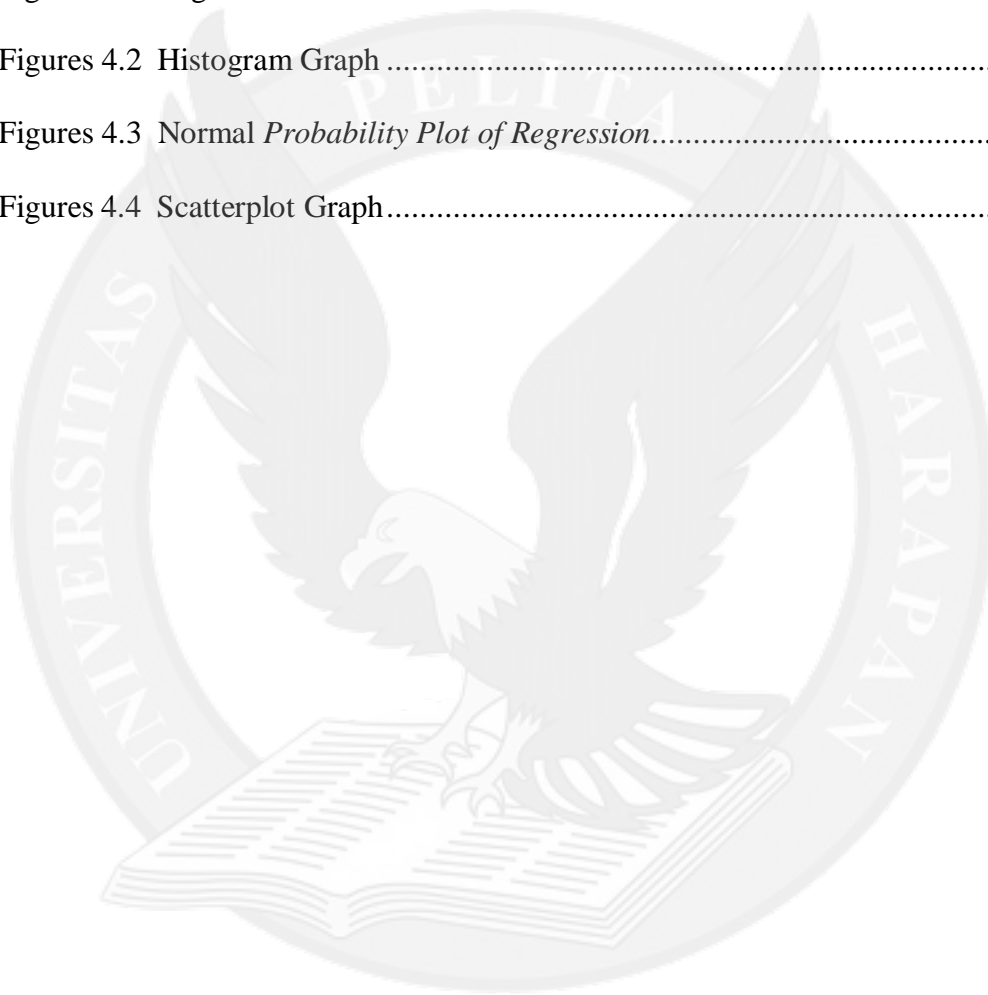 Figures 4.2 Histogram Graph ..........................................................................
Figures 4.3 Normal Probability Plot of Regression..........................................
Figures 4.4 Scatterplot Graph..........................................................................
UNIVERSITAS PELITA HARAPAN